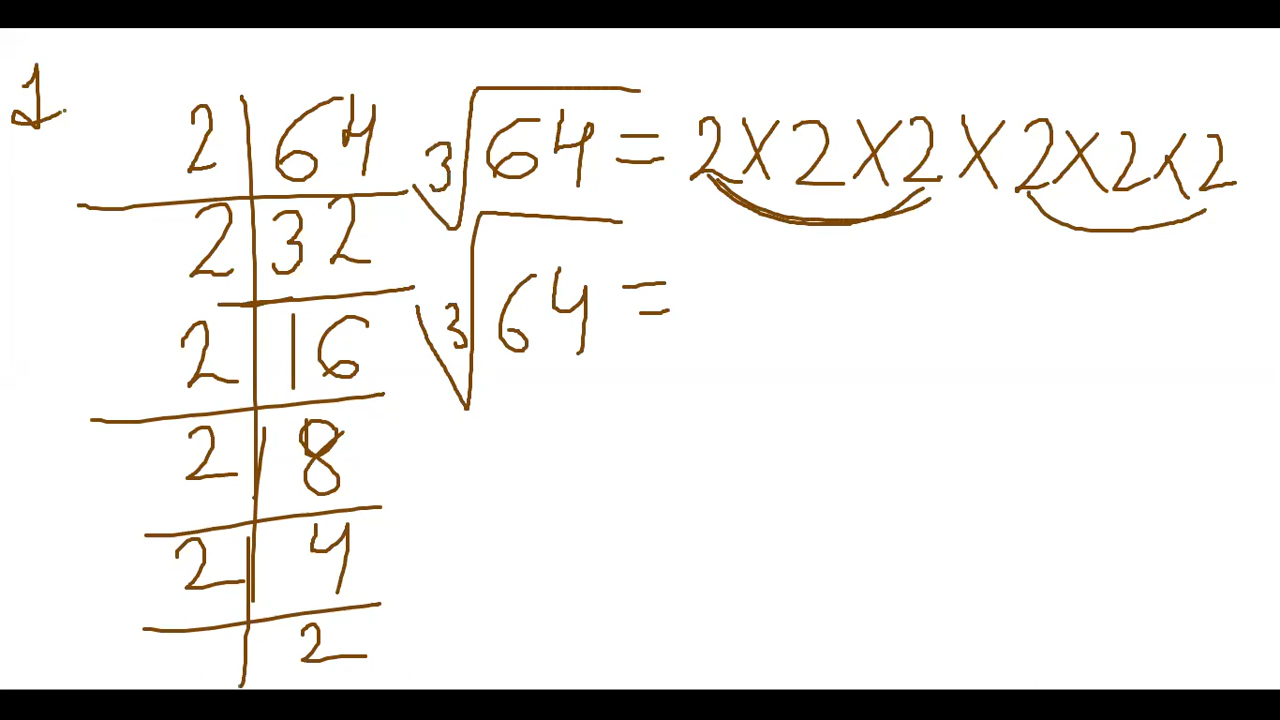 1
2 | 64
2 | 32
2 | 16
2 | 8
2 | 4
2
∛64 = 2×2×2×2×2×2
∛64 =